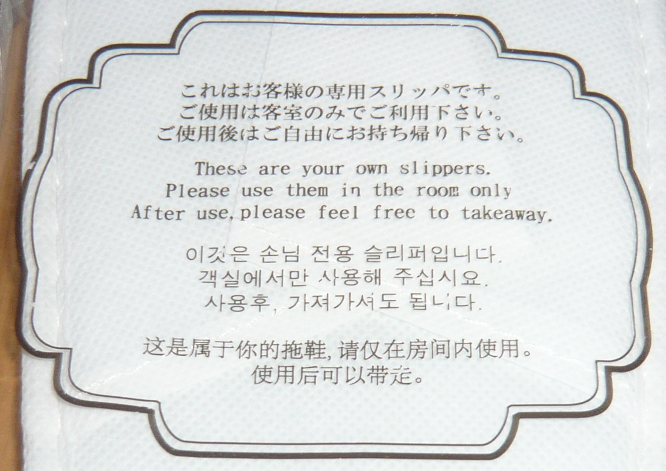 これはお客様の専用スリッパです。
ご使用は客室のみでご利用下さい。
ご使用後はご自由にお持ち帰り下さい。
These are your own slippers.
Please use them in the room only
After use, please feel free to takeaway.
이것은 손님 전용 슬리퍼입니다.
객실에서만 사용해 주십시요.
사용후, 가져가셔도 됩니다.
这是属于你的拖鞋,请仅在房间内使用。
使用后可以带走。